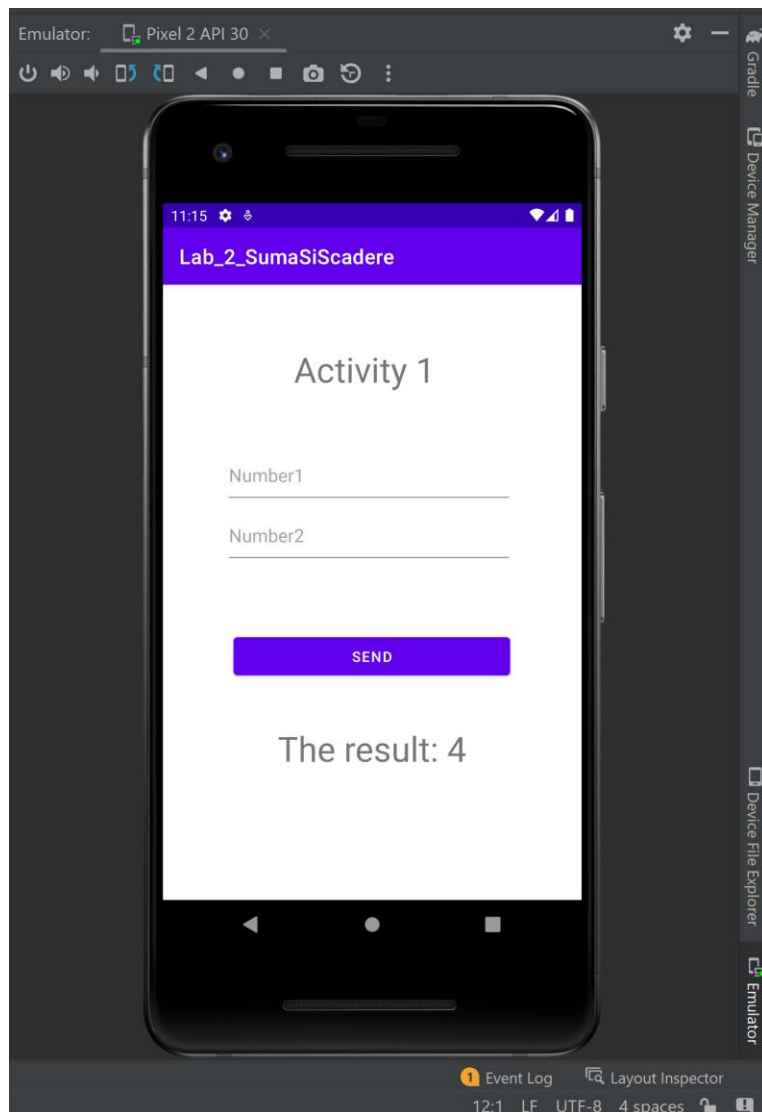 Emulator: Pixel 2 API 30
Gradle
Device Manager
11:15
Lab_2_SumaSiScadere
Activity 1
Number1
Number2
SEND
The result: 4
Device File Explorer
Emulator
1 Event Log Layout Inspector
12:1 LF UTF-8 4 spaces